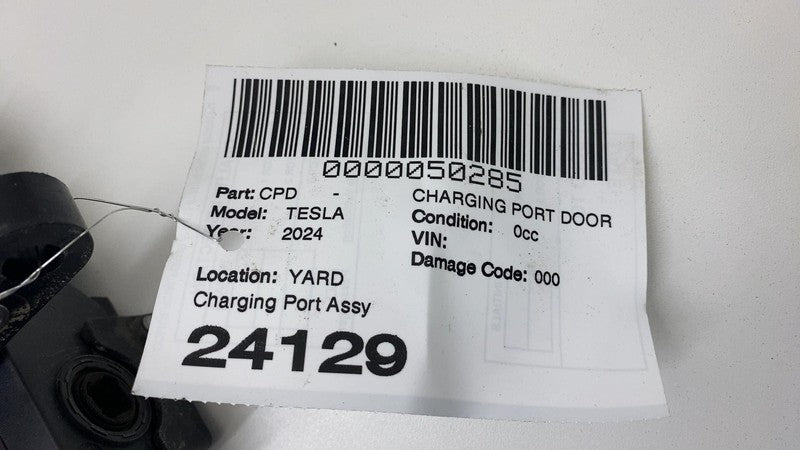 0000050285
Part: CPD - CHARGING PORT DOOR
Model: TESLA Condition: 0cc
Year: 2024 VIN:
Damage Code: 000
Location: YARD
Charging Port Assy
24129